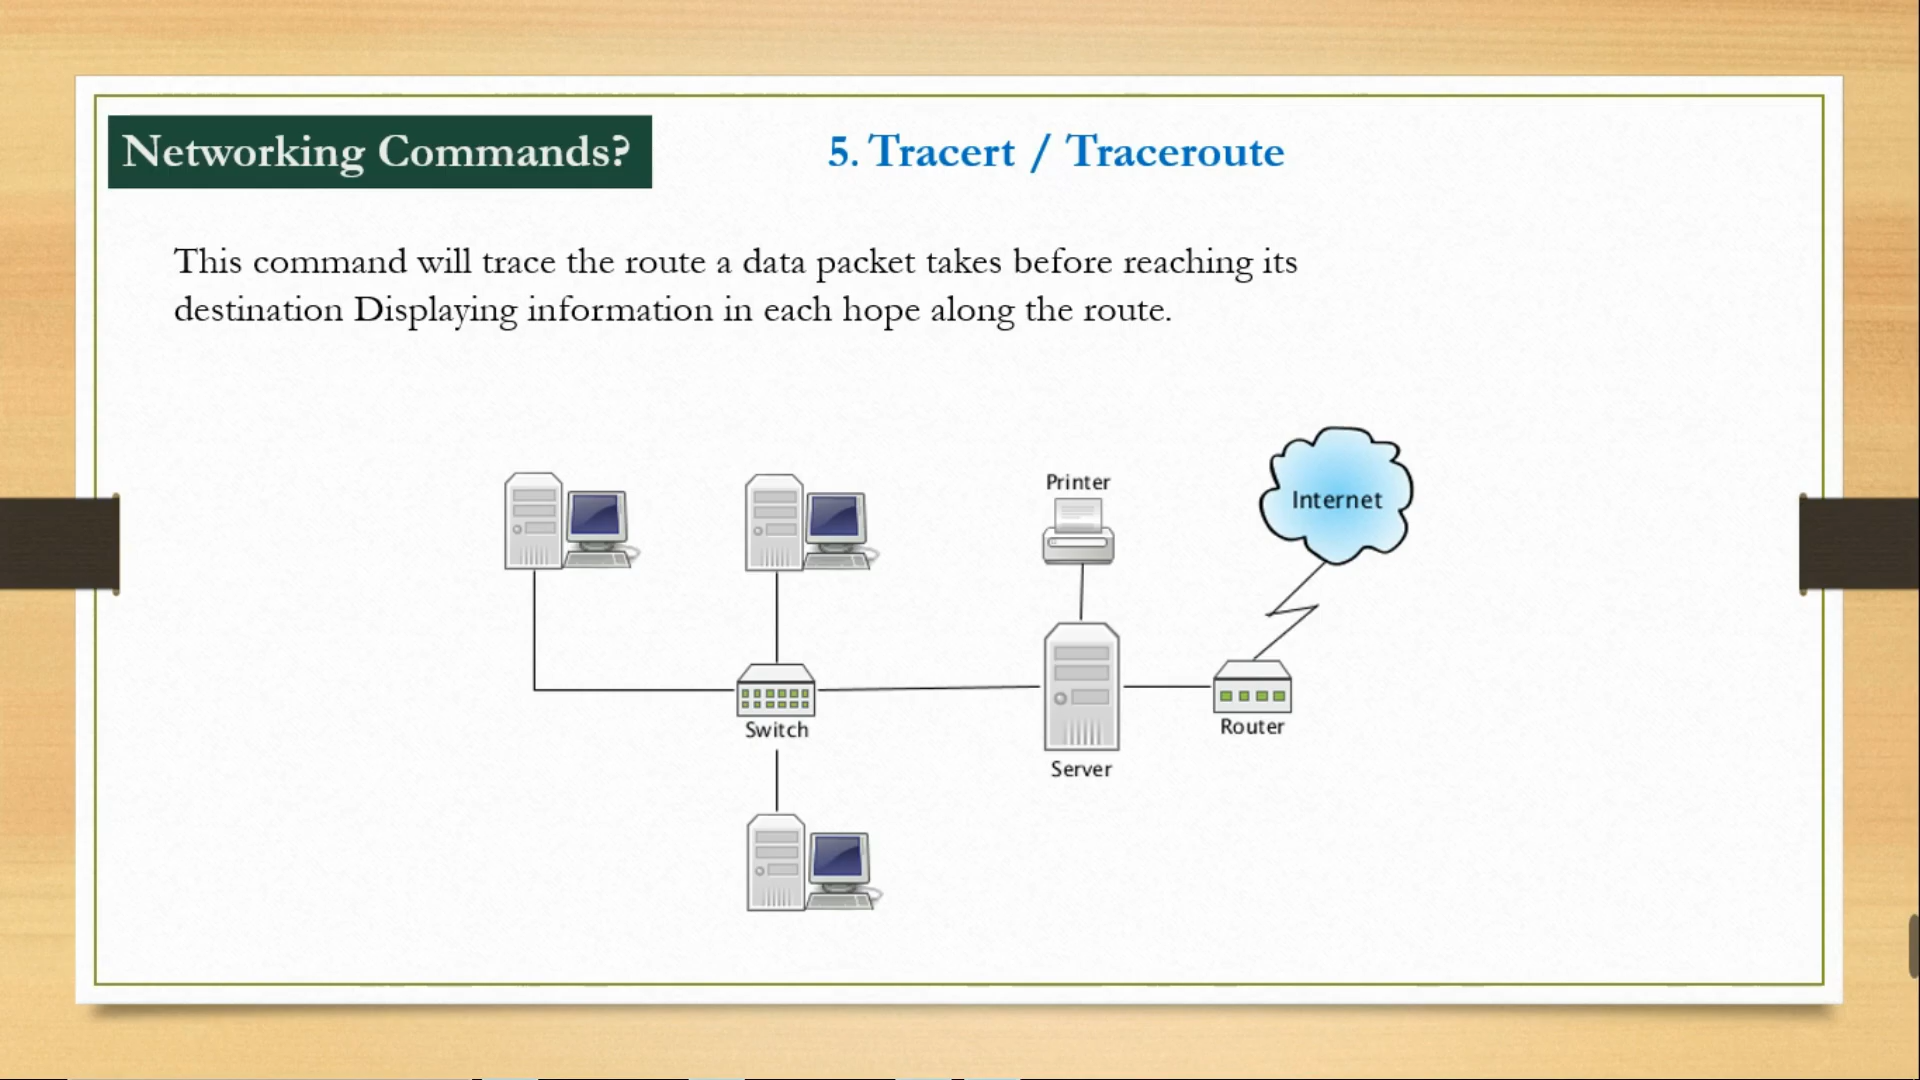 Networking Commands?
5. Tracert / Traceroute
This command will trace the route a data packet takes before reaching its
destination Displaying information in each hope along the route.
Printer
Internet
Switch
Router
Server